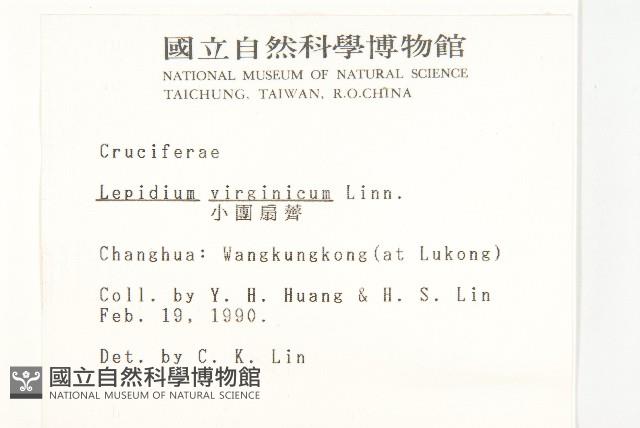 國立自然科學博物館
NATIONAL MUSEUM OF NATURAL SCIENCE
TAICHUNG, TAIWAN, R.O.CHINA
Cruciferae
Lepidium virginicum Linn.
小團扇薺
Changhua: Wangkungkong(at Lukong)
Coll. by Y. H. Huang & H. S. Lin
Feb. 19, 1990.
Det. by C. K. Lin
國立自然科學博物館
NATIONAL MUSEUM OF NATURAL SCIENCE